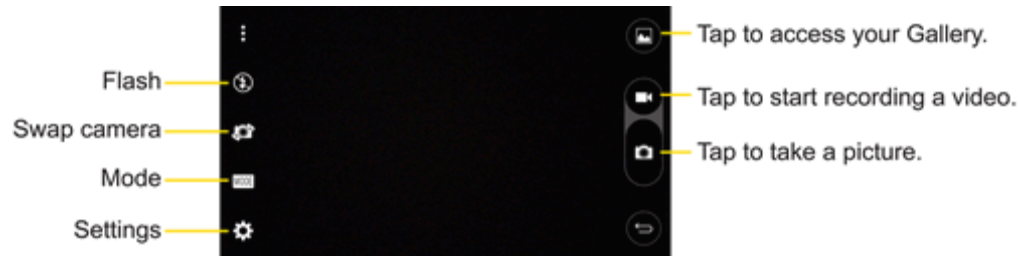 Flash
Swap camera
Mode
Settings
MODE
Tap to access your Gallery.
Tap to start recording a video.
Tap to take a picture.